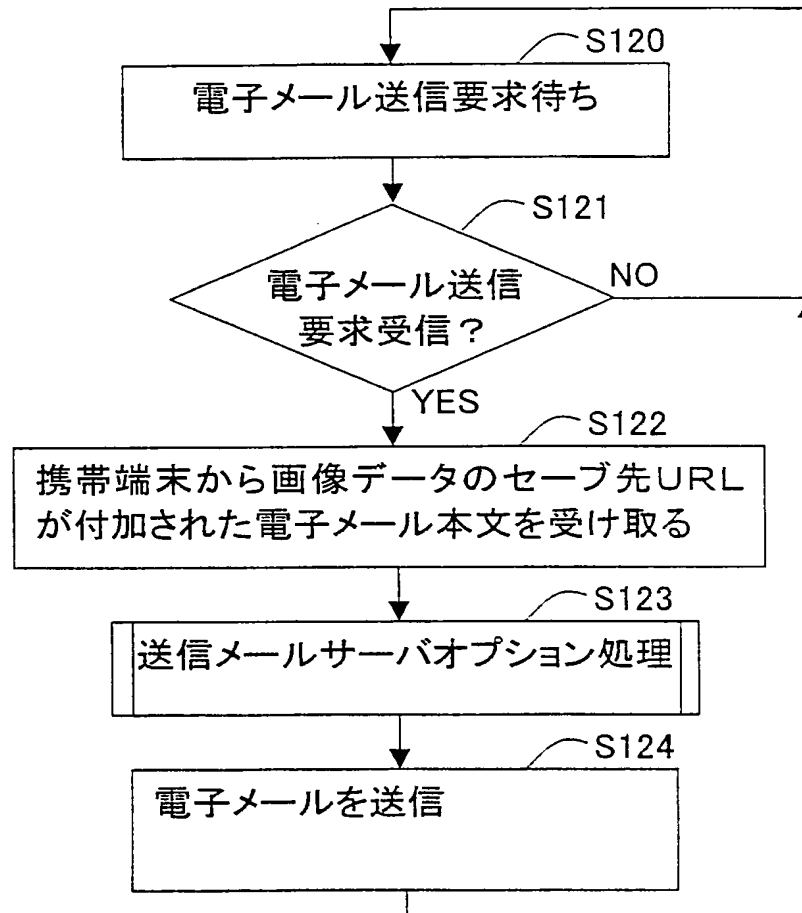 S120
電子メール送信要求待ち
S121
電子メール送信
要求受信？
NO
YES
S122
携帯端末から画像データのセーブ先ＵＲＬ
が付加された電子メール本文を受け取る
S123
送信メールサーバオプション処理
S124
電子メールを送信